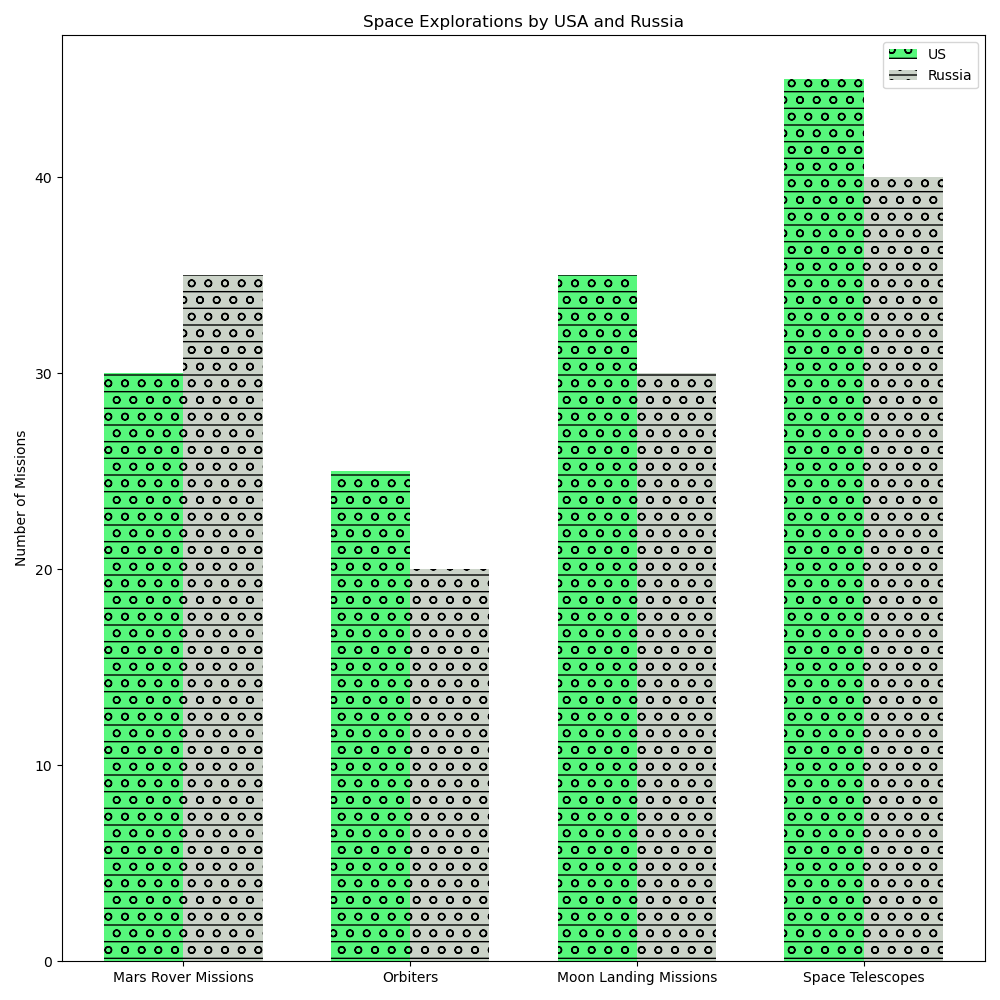 Space Explorations by USA and Russia
US
Russia
Number of Missions
40
30
20
10
0
Mars Rover Missions
Orbiters
Moon Landing Missions
Space Telescopes